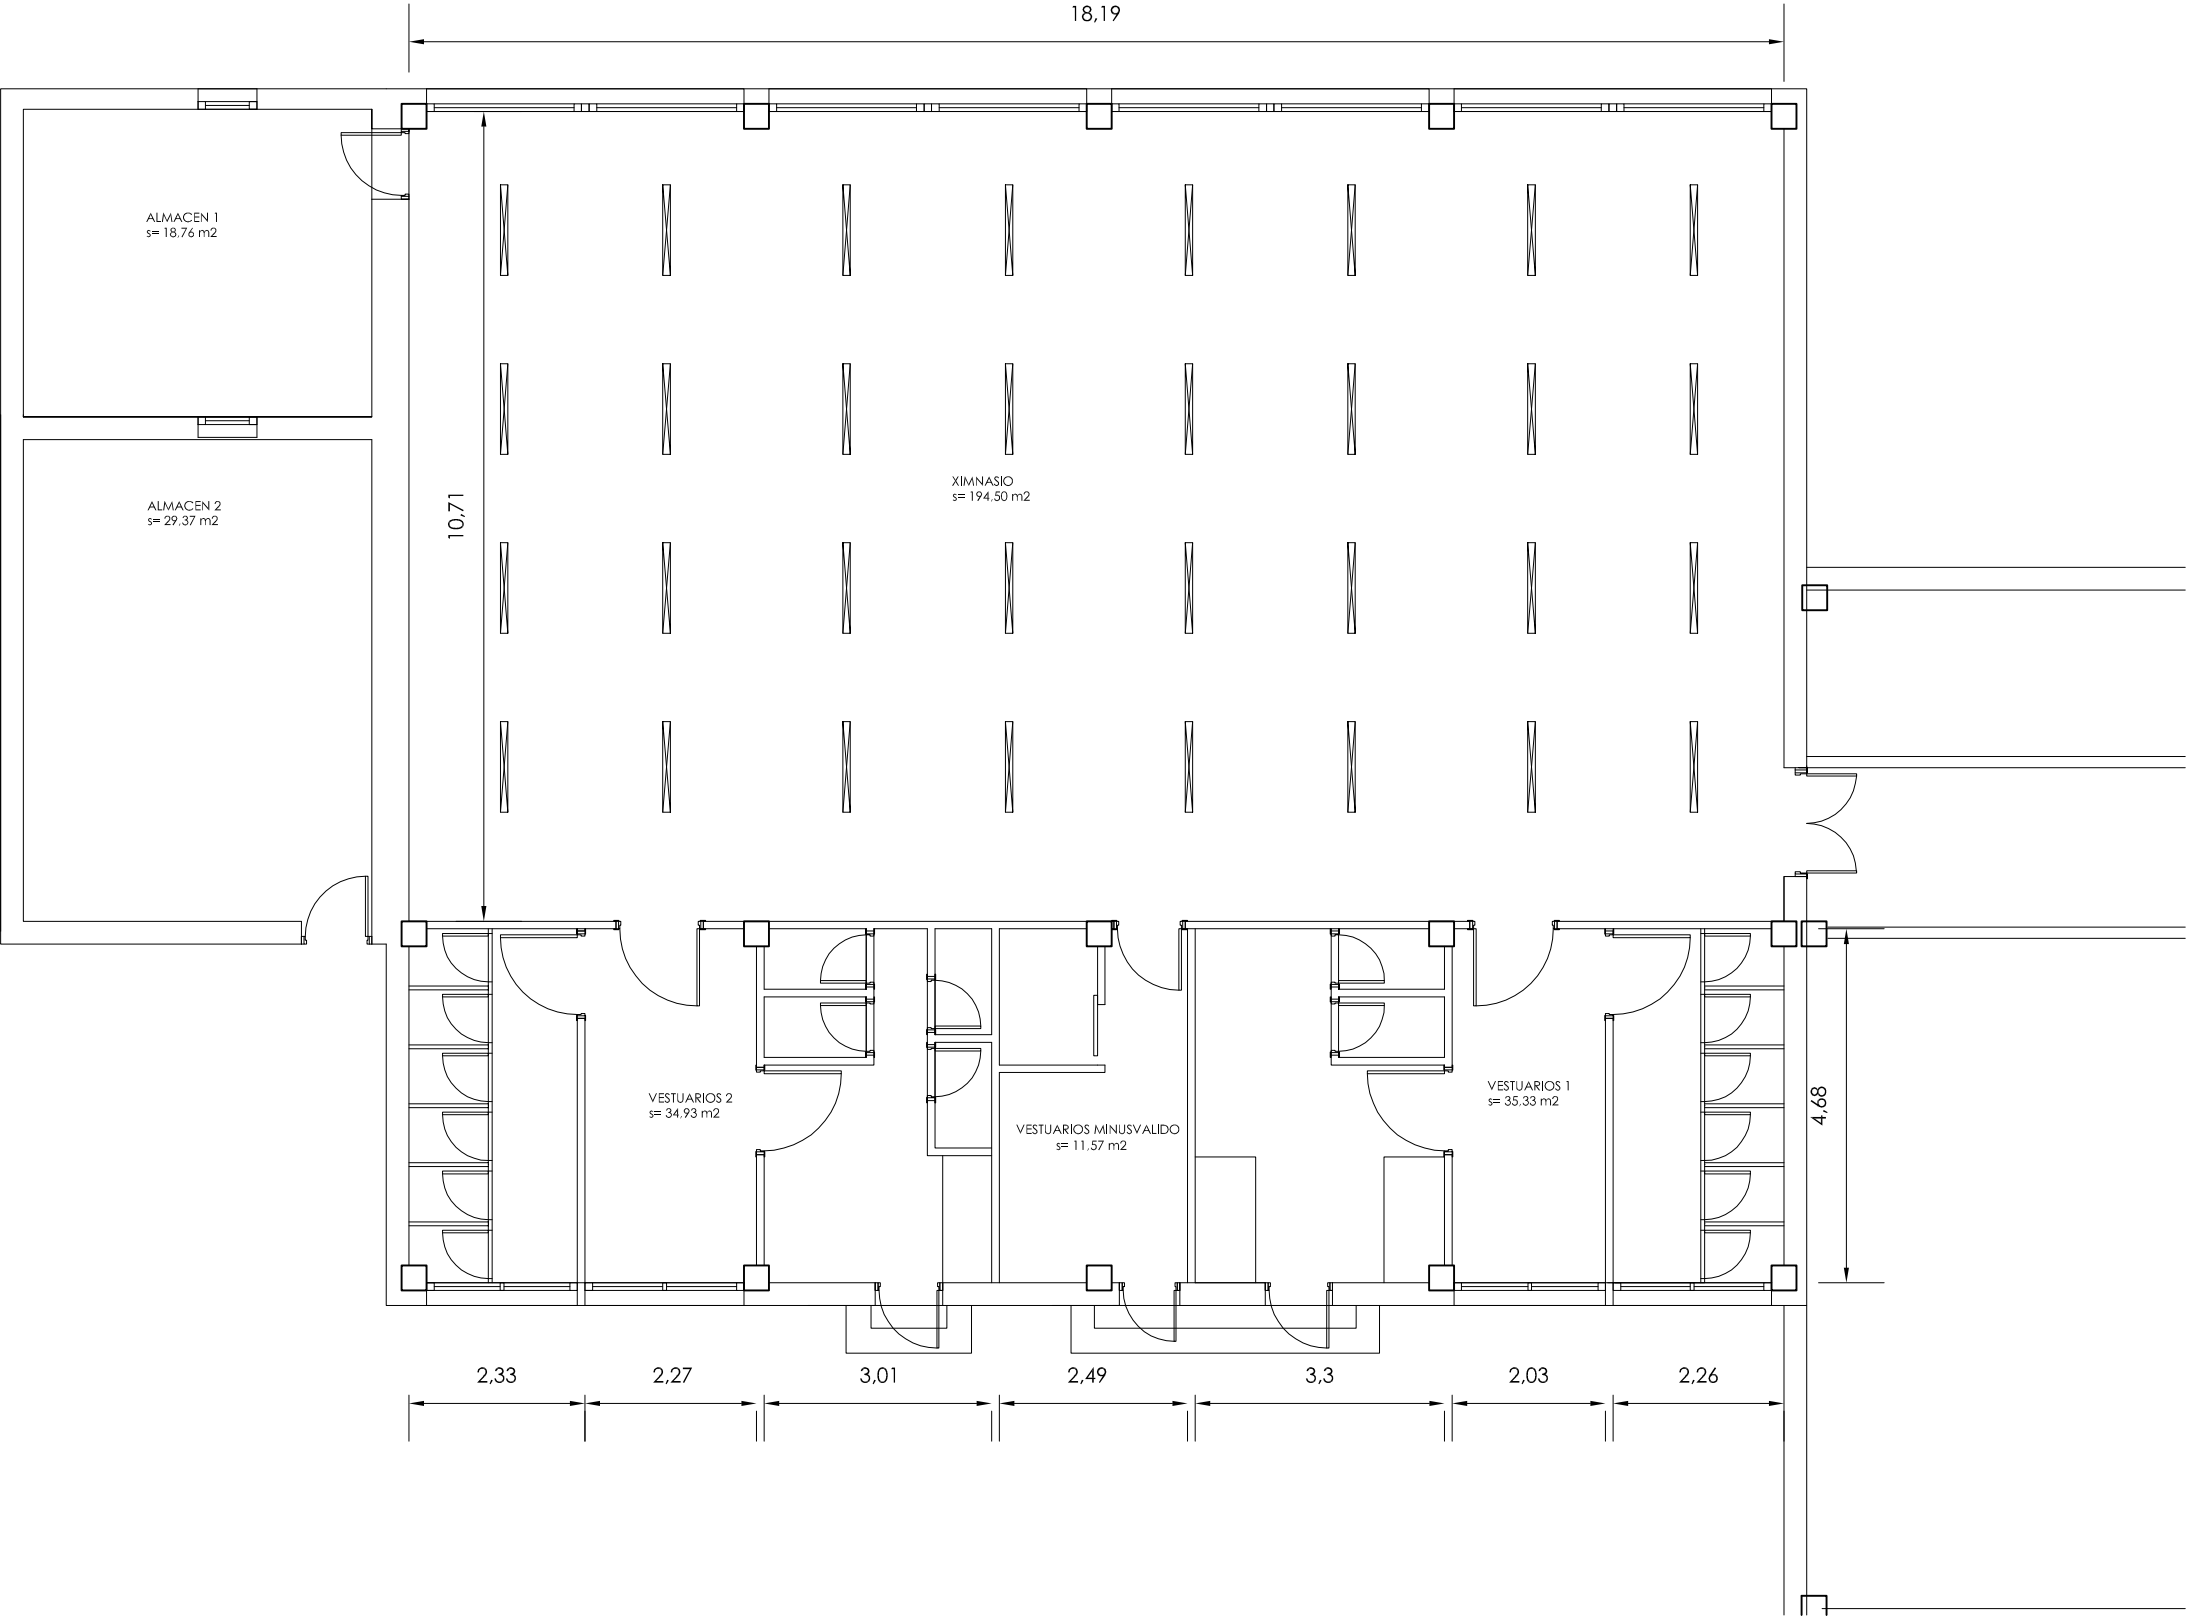 18,19
ALMACEN 1
s= 18,76 m2
XIMNASIO
s= 194,50 m2
10,71
ALMACEN 2
s= 29,37 m2
VESTUARIOS 2
s= 34,93 m2
VESTUARIOS MINUSVALIDO
s= 11,57 m2
VESTUARIOS 1
s= 35,33 m2
4,68
2,33
2,27
3,01
2,49
3,3
2,03
2,26